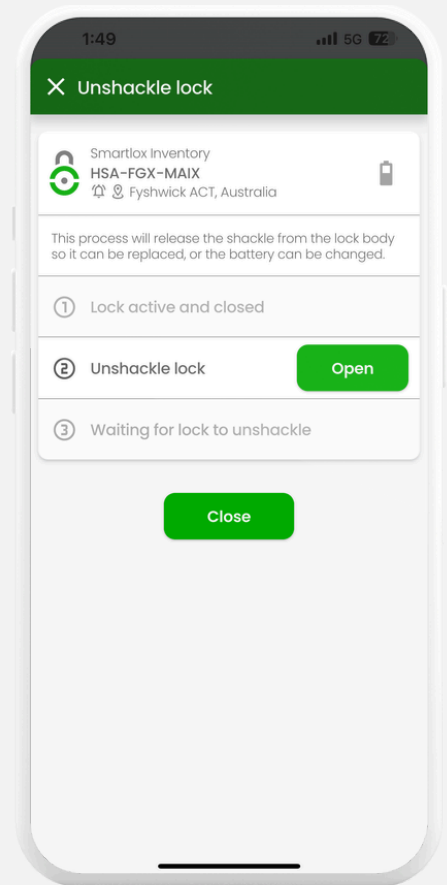 1:49
5G 72
Unshackle lock
Smartlox Inventory
HSA-FGX-MAIX
Fyshwick ACT, Australia
This process will release the shackle from the lock body
so it can be replaced, or the battery can be changed.
1 Lock active and closed
2 Unshackle lock
Open
3 Waiting for lock to unshackle
Close